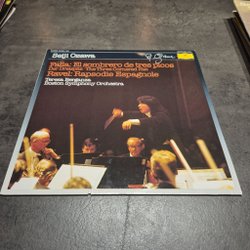 Seiji Ozawa
Falla: El sombrero de tres picos
Der Dreispitz · The Three Cornered Hat
Ravel: Rapsodie Espagnole
Teresa Berganza
Boston Symphony Orchestra